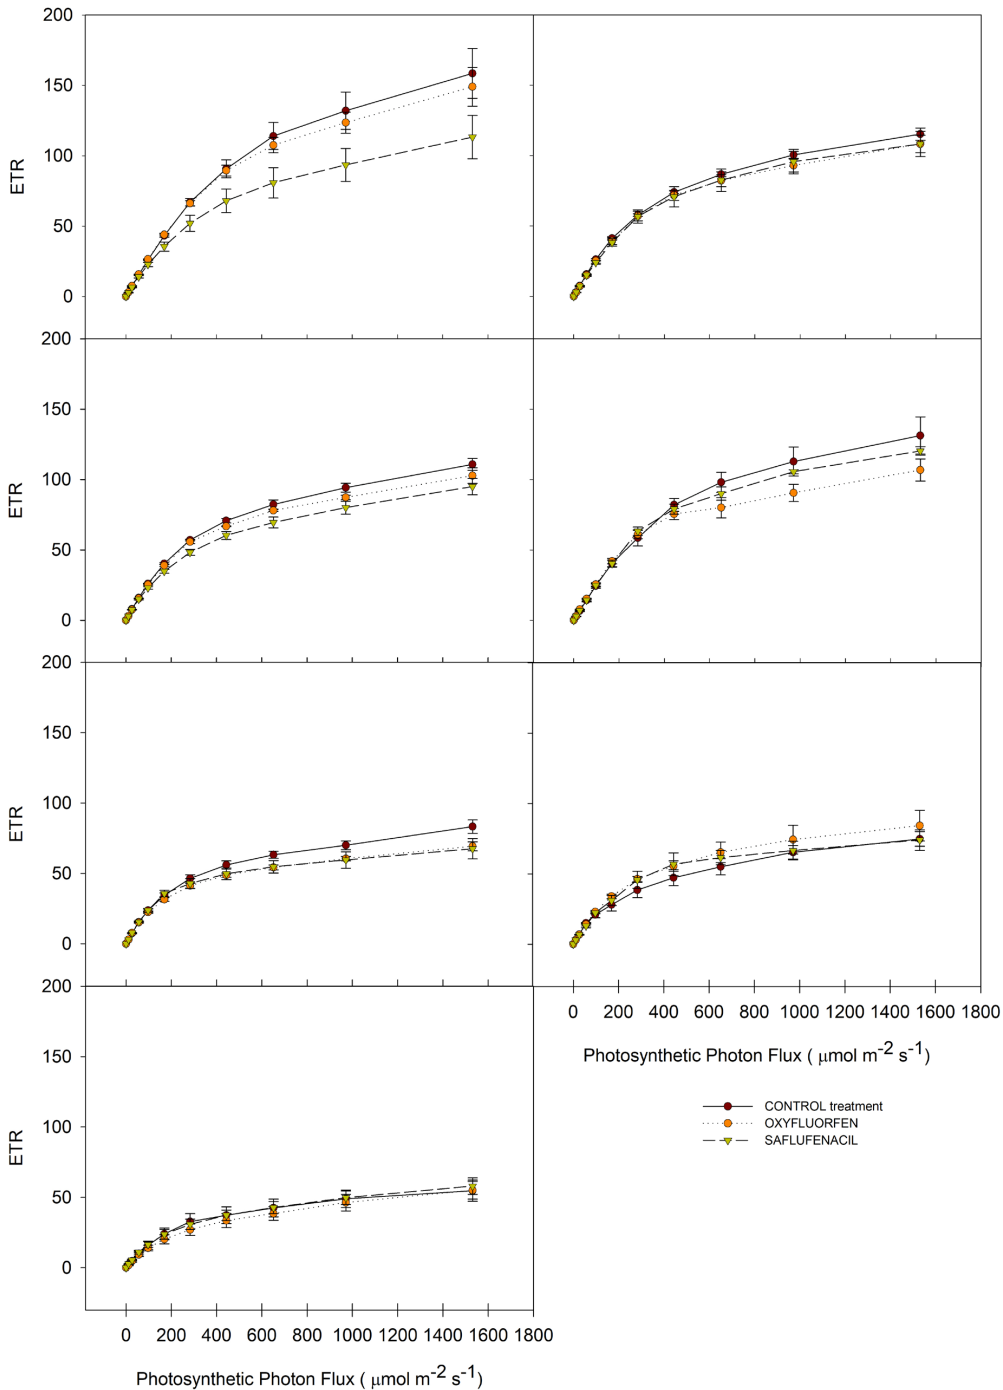 200
150
ETR
100
50
0
200
150
ETR
100
50
0
200
150
ETR
100
50
0
200
0 200 400 600 800 1000 1200 1400 1600 1800
Photosynthetic Photon Flux ( μmol m⁻² s⁻¹)
150
CONTROL treatment
OXYFLUORFEN
SAFLUFENACIL
ETR
100
50
0
0 200 400 600 800 1000 1200 1400 1600 1800
Photosynthetic Photon Flux ( μmol m⁻² s⁻¹)